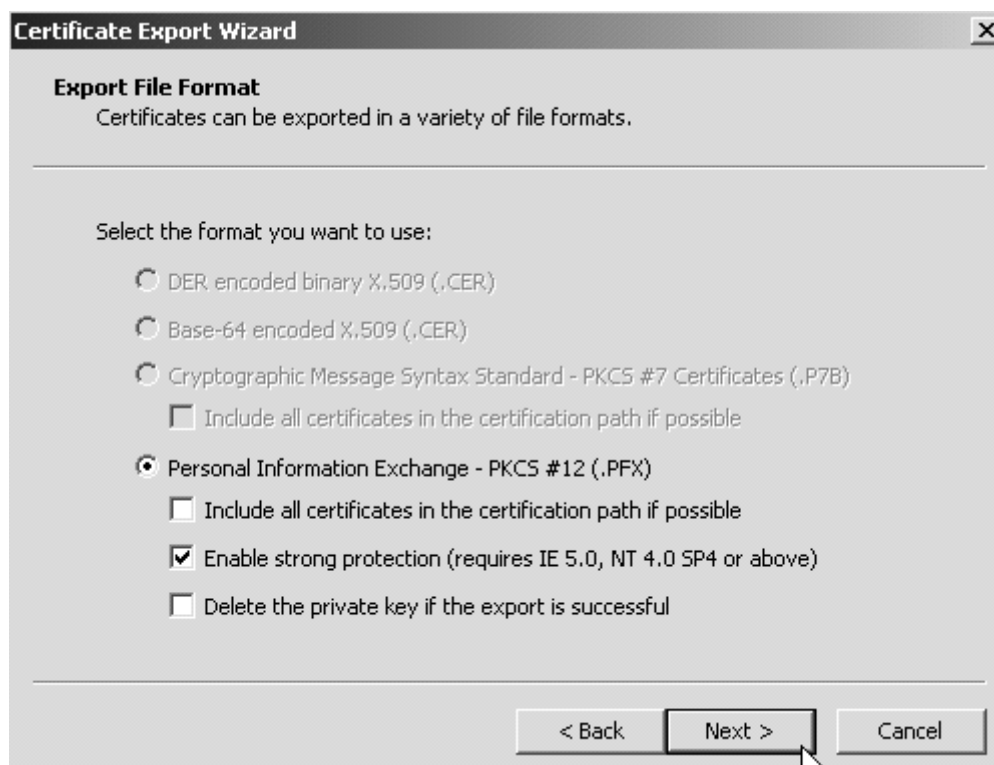 Certificate Export Wizard
Export File Format
Certificates can be exported in a variety of file formats.
Select the format you want to use:
DER encoded binary X.509 (.CER)
Base-64 encoded X.509 (.CER)
Cryptographic Message Syntax Standard - PKCS #7 Certificates (.P7B)
Include all certificates in the certification path if possible
Personal Information Exchange - PKCS #12 (.PFX)
Include all certificates in the certification path if possible
Enable strong protection (requires IE 5.0, NT 4.0 SP4 or above)
Delete the private key if the export is successful
< Back Next > Cancel